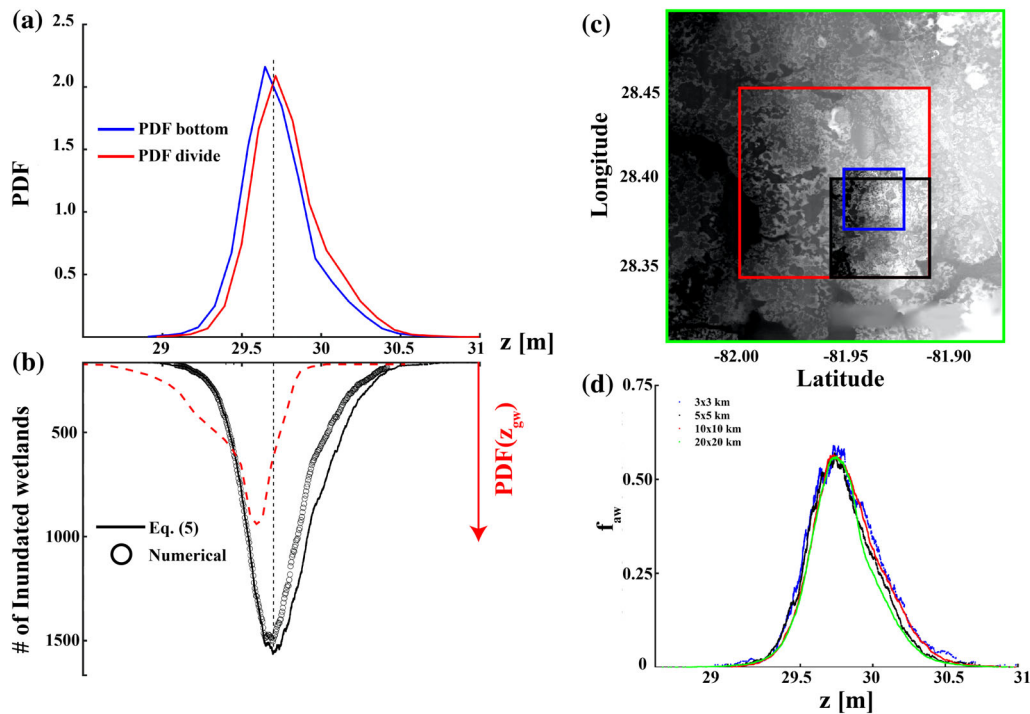 (a)
2.5
2.0
1.5
1.0
0.5
PDF
PDF bottom
PDF divide
29
29.5
30
30.5
31
z [m]
(b)
500
1000
1500
# of Inundated wetlands
Eq. (5)
Numerical
PDF(z_gw)
(c)
28.45
28.40
28.35
Longitude
-82.00
-81.95
-81.90
Latitude
(d)
0.75
0.50
0.25
0
f_aw
3x3 km
5x5 km
10x10 km
20x20 km
29
29.5
30
30.5
31
z [m]